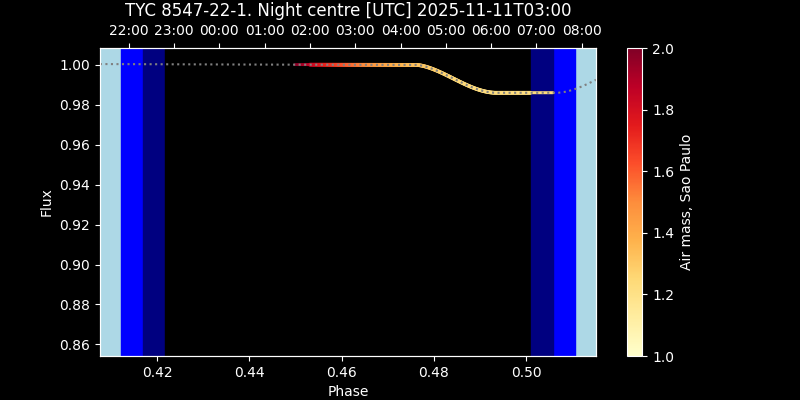 TYC 8547-22-1. Night centre [UTC] 2025-11-11T03:00
22:00 23:00 00:00 01:00 02:00 03:00 04:00 05:00 06:00 07:00 08:00
1.00
0.98
0.96
0.94
0.92
0.90
0.88
0.86
Flux
0.42 0.44 0.46 0.48 0.50
Phase
2.0
1.8
1.6
1.4
1.2
1.0
Air mass, Sao Paulo